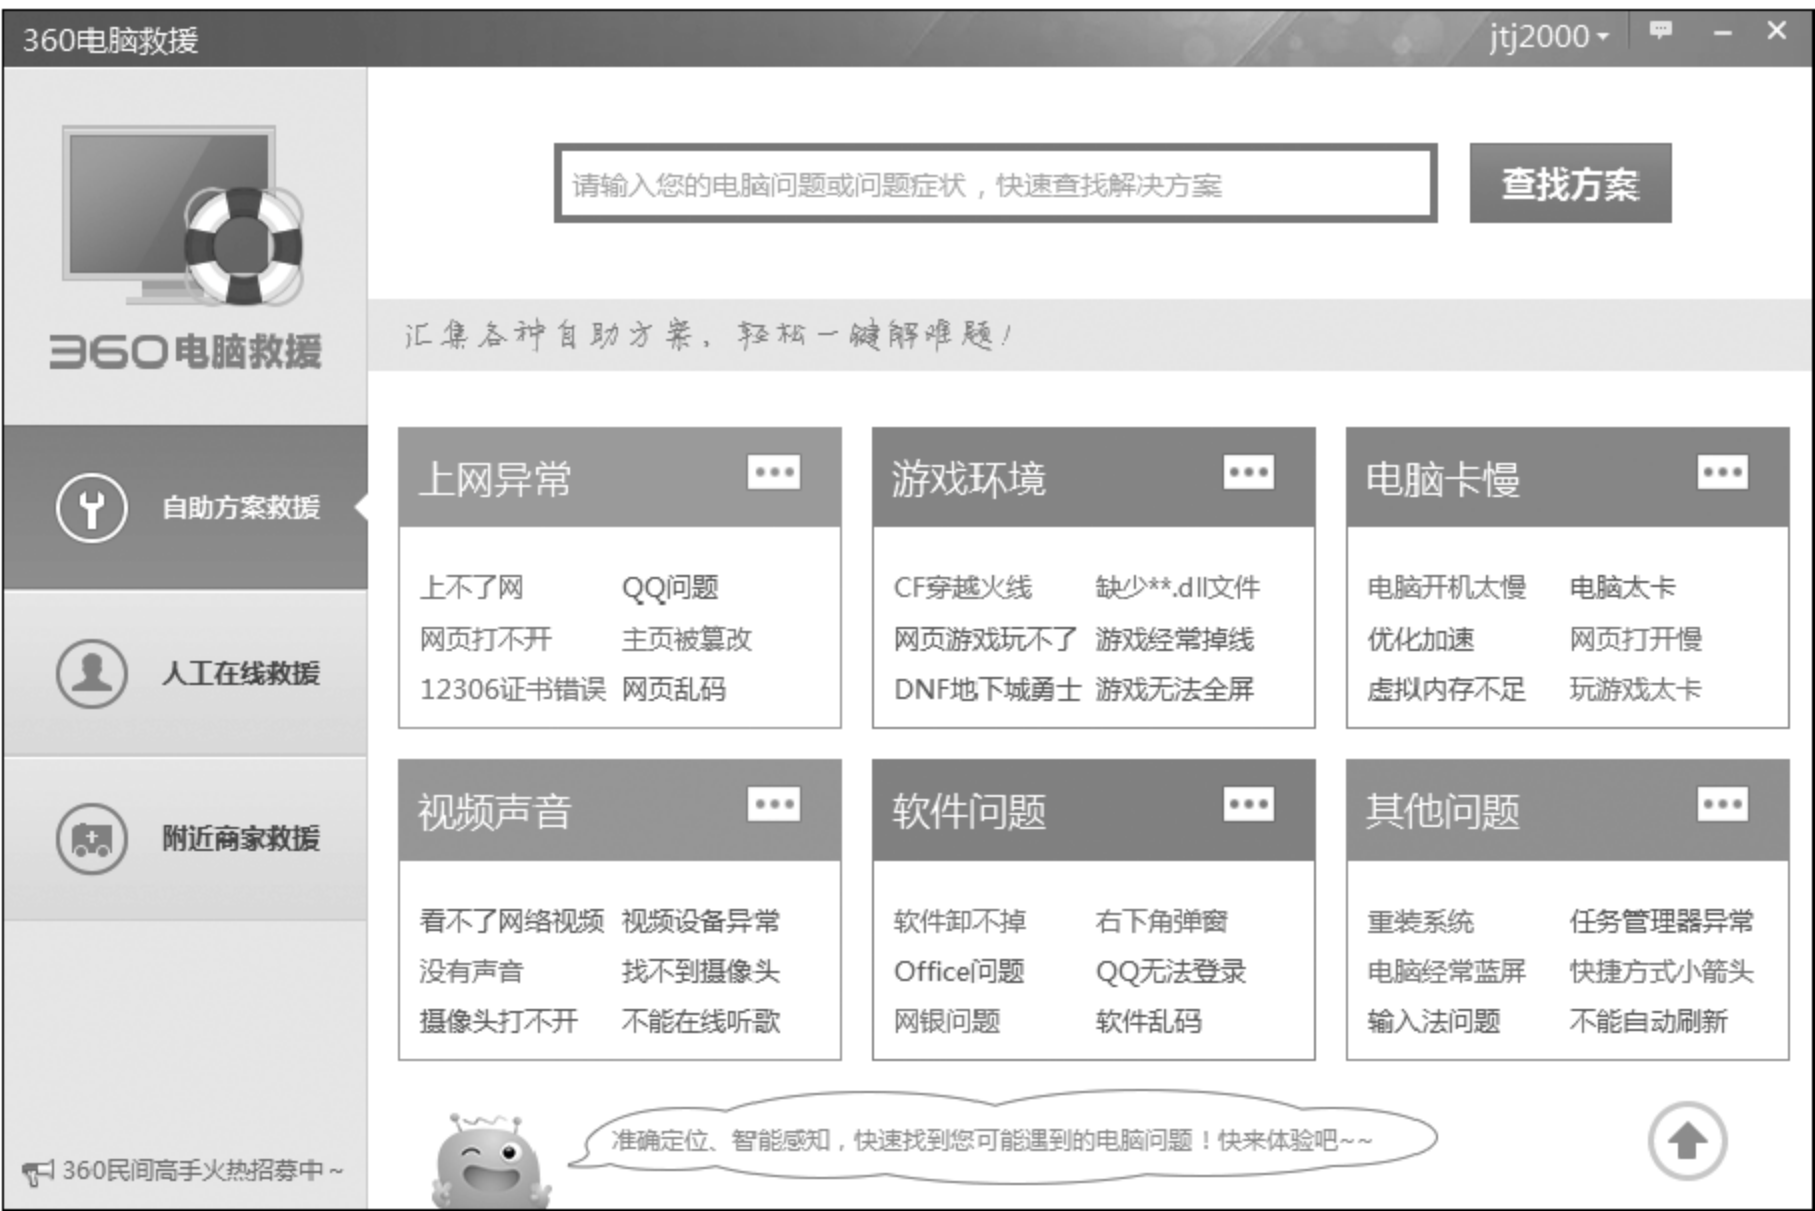 360电脑救援
jtj2000
360电脑救援
请输入您的电脑问题或问题症状，快速查找解决方案
查找方案
汇集各种自助方案，轻松一键解难题！
自助方案救援
人工在线救援
附近商家救援
360民间高手火热招募中~
上网异常
上不了网 QQ问题
网页打不开 主页被篡改
12306证书错误 网页乱码
游戏环境
CF穿越火线 缺少**.dll文件
网页游戏玩不了 游戏经常掉线
DNF地下城勇士 游戏无法全屏
电脑卡慢
电脑开机太慢 电脑太卡
优化加速 网页打开慢
虚拟内存不足 玩游戏太卡
视频声音
看不了网络视频 视频设备异常
没有声音 找不到摄像头
摄像头打不开 不能在线听歌
软件问题
软件卸不掉 右下角弹窗
Office问题 QQ无法登录
网银问题 软件乱码
其他问题
重装系统 任务管理器异常
电脑经常蓝屏 快捷方式小箭头
输入法问题 不能自动刷新
准确定位、智能感知，快速找到您可能遇到的电脑问题！快来体验吧~~